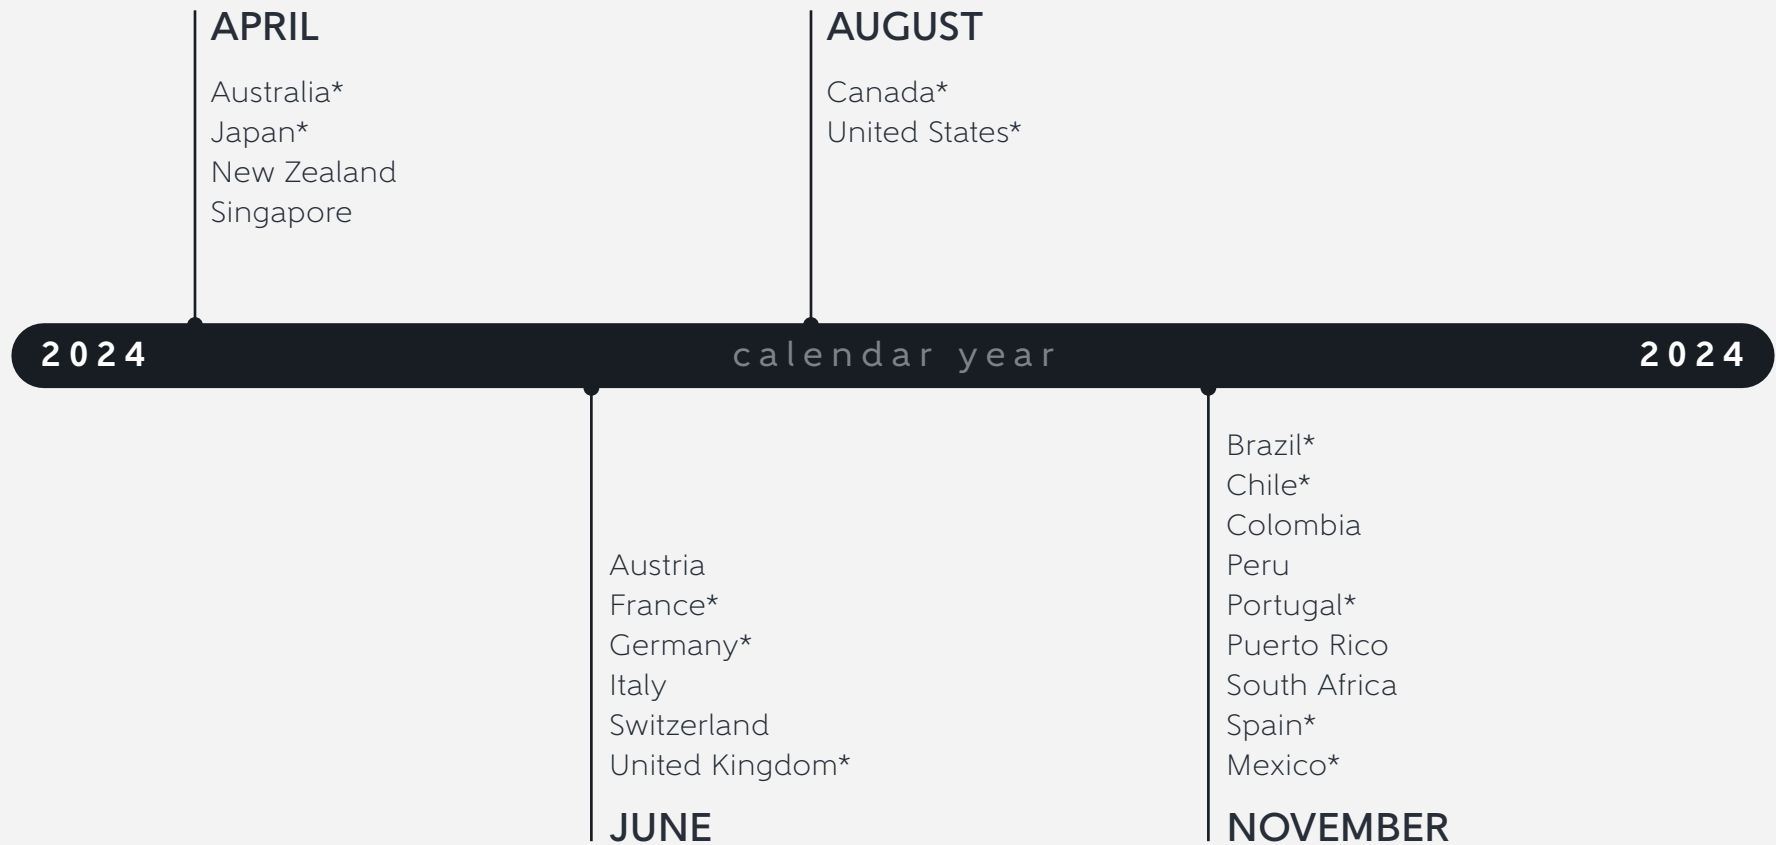 APRIL
Australia*
Japan*
New Zealand
Singapore
AUGUST
Canada*
United States*
2024
calendar year
2024
Austria
France*
Germany*
Italy
Switzerland
United Kingdom*
JUNE
Brazil*
Chile*
Colombia
Peru
Portugal*
Puerto Rico
South Africa
Spain*
Mexico*
NOVEMBER